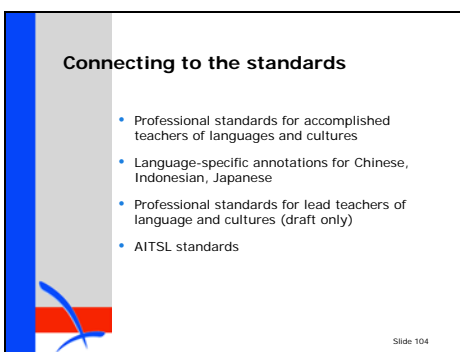 Connecting to the standards
• Professional standards for accomplished
teachers of languages and cultures
• Language-specific annotations for Chinese,
Indonesian, Japanese
• Professional standards for lead teachers of
language and cultures (draft only)
• AITSL standards
Slide 104